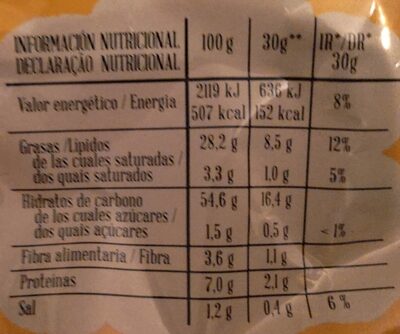 INFORMACIÓN NUTRICIONAL 100 g 30g** IR*/DR*
DECLARAÇÃO NUTRICIONAL 30g
Valor energético / Energia 2119 kJ 636 kJ 8%
507 kcal 152 kcal
Grasas /Lípidos 28,2 g 8,5 g 12%
de las cuales saturadas /
dos quais saturados 3,3 g 1,0 g 5%
Hidratos de carbono 54,6 g 16,4 g
de los cuales azúcares /
dos quais açúcares 1,5 g 0,5 g <1%
Fibra alimentaria / Fibra 3,6 g 1,1 g
Proteínas 7,0 g 2,1 g
Sal 1,2 g 0,4 g 6 %